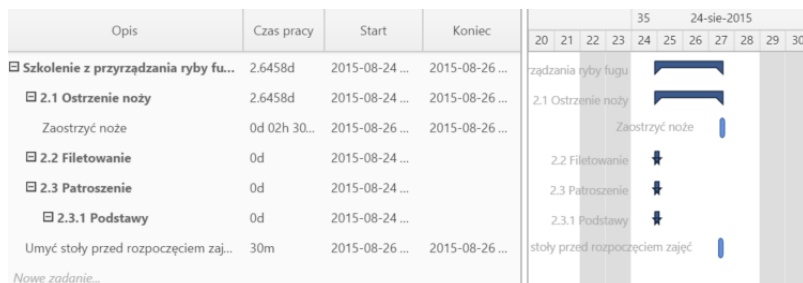 Opis Czas pracy Start Koniec
35 24-sie-2015
20 21 22 23 24 25 26 27 28 29 30
Szkolenie z przyrządzania ryby fu... 2.6458d 2015-08-24 ... 2015-08-26 ... rządzania ryby fugu
2.1 Ostrzenie noży 2.6458d 2015-08-24 ... 2015-08-26 ... 2.1 Ostrzenie noży
Zaostrzyć noże 0d 02h 30... 2015-08-26 ... 2015-08-26 ... Zaostrzyć noże
2.2 Filetowanie 0d 2015-08-24 ... 2.2 Filetowanie
2.3 Patroszenie 0d 2015-08-24 ... 2.3 Patroszenie
2.3.1 Podstawy 0d 2015-08-24 ... 2.3.1 Podstawy
Umyć stoły przed rozpoczęciem zaj... 30m 2015-08-26 ... 2015-08-26 ... stoły przed rozpoczęciem zajęć
Nowe zadanie...